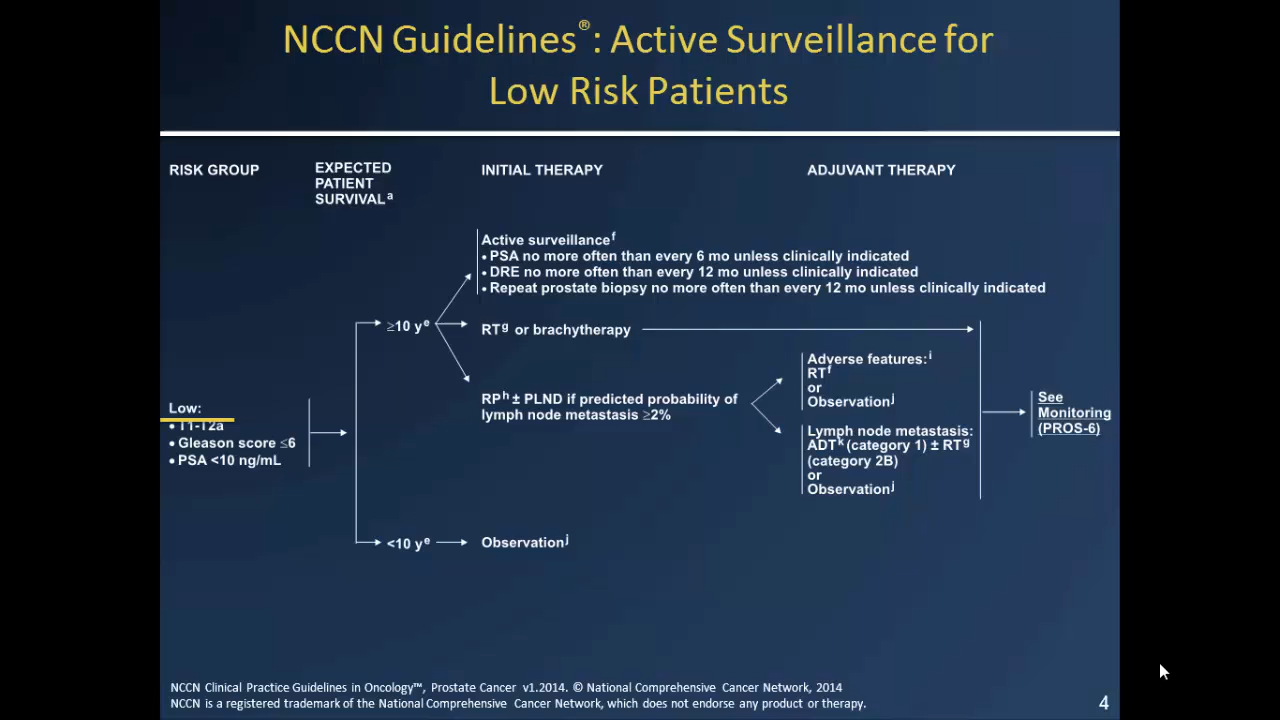 NCCN Guidelines®: Active Surveillance for
Low Risk Patients
RISK GROUP
EXPECTED
PATIENT
SURVIVALa
INITIAL THERAPY
ADJUVANT THERAPY
Low:
• T1-T2a
• Gleason score ≤6
• PSA <10 ng/mL
≥10 ye
Active surveillancef
• PSA no more often than every 6 mo unless clinically indicated
• DRE no more often than every 12 mo unless clinically indicated
• Repeat prostate biopsy no more often than every 12 mo unless clinically indicated
RTg or brachytherapy
RPh ± PLND if predicted probability of
lymph node metastasis ≥2%
Adverse features:i
RTf
or
Observationj
Lymph node metastasis:
ADTk (category 1) ± RTg
(category 2B)
or
Observationj
See
Monitoring
(PROS-6)
<10 ye
Observationj
NCCN Clinical Practice Guidelines in Oncology™, Prostate Cancer v1.2014. © National Comprehensive Cancer Network, 2014
NCCN is a registered trademark of the National Comprehensive Cancer Network, which does not endorse any product or therapy.
4